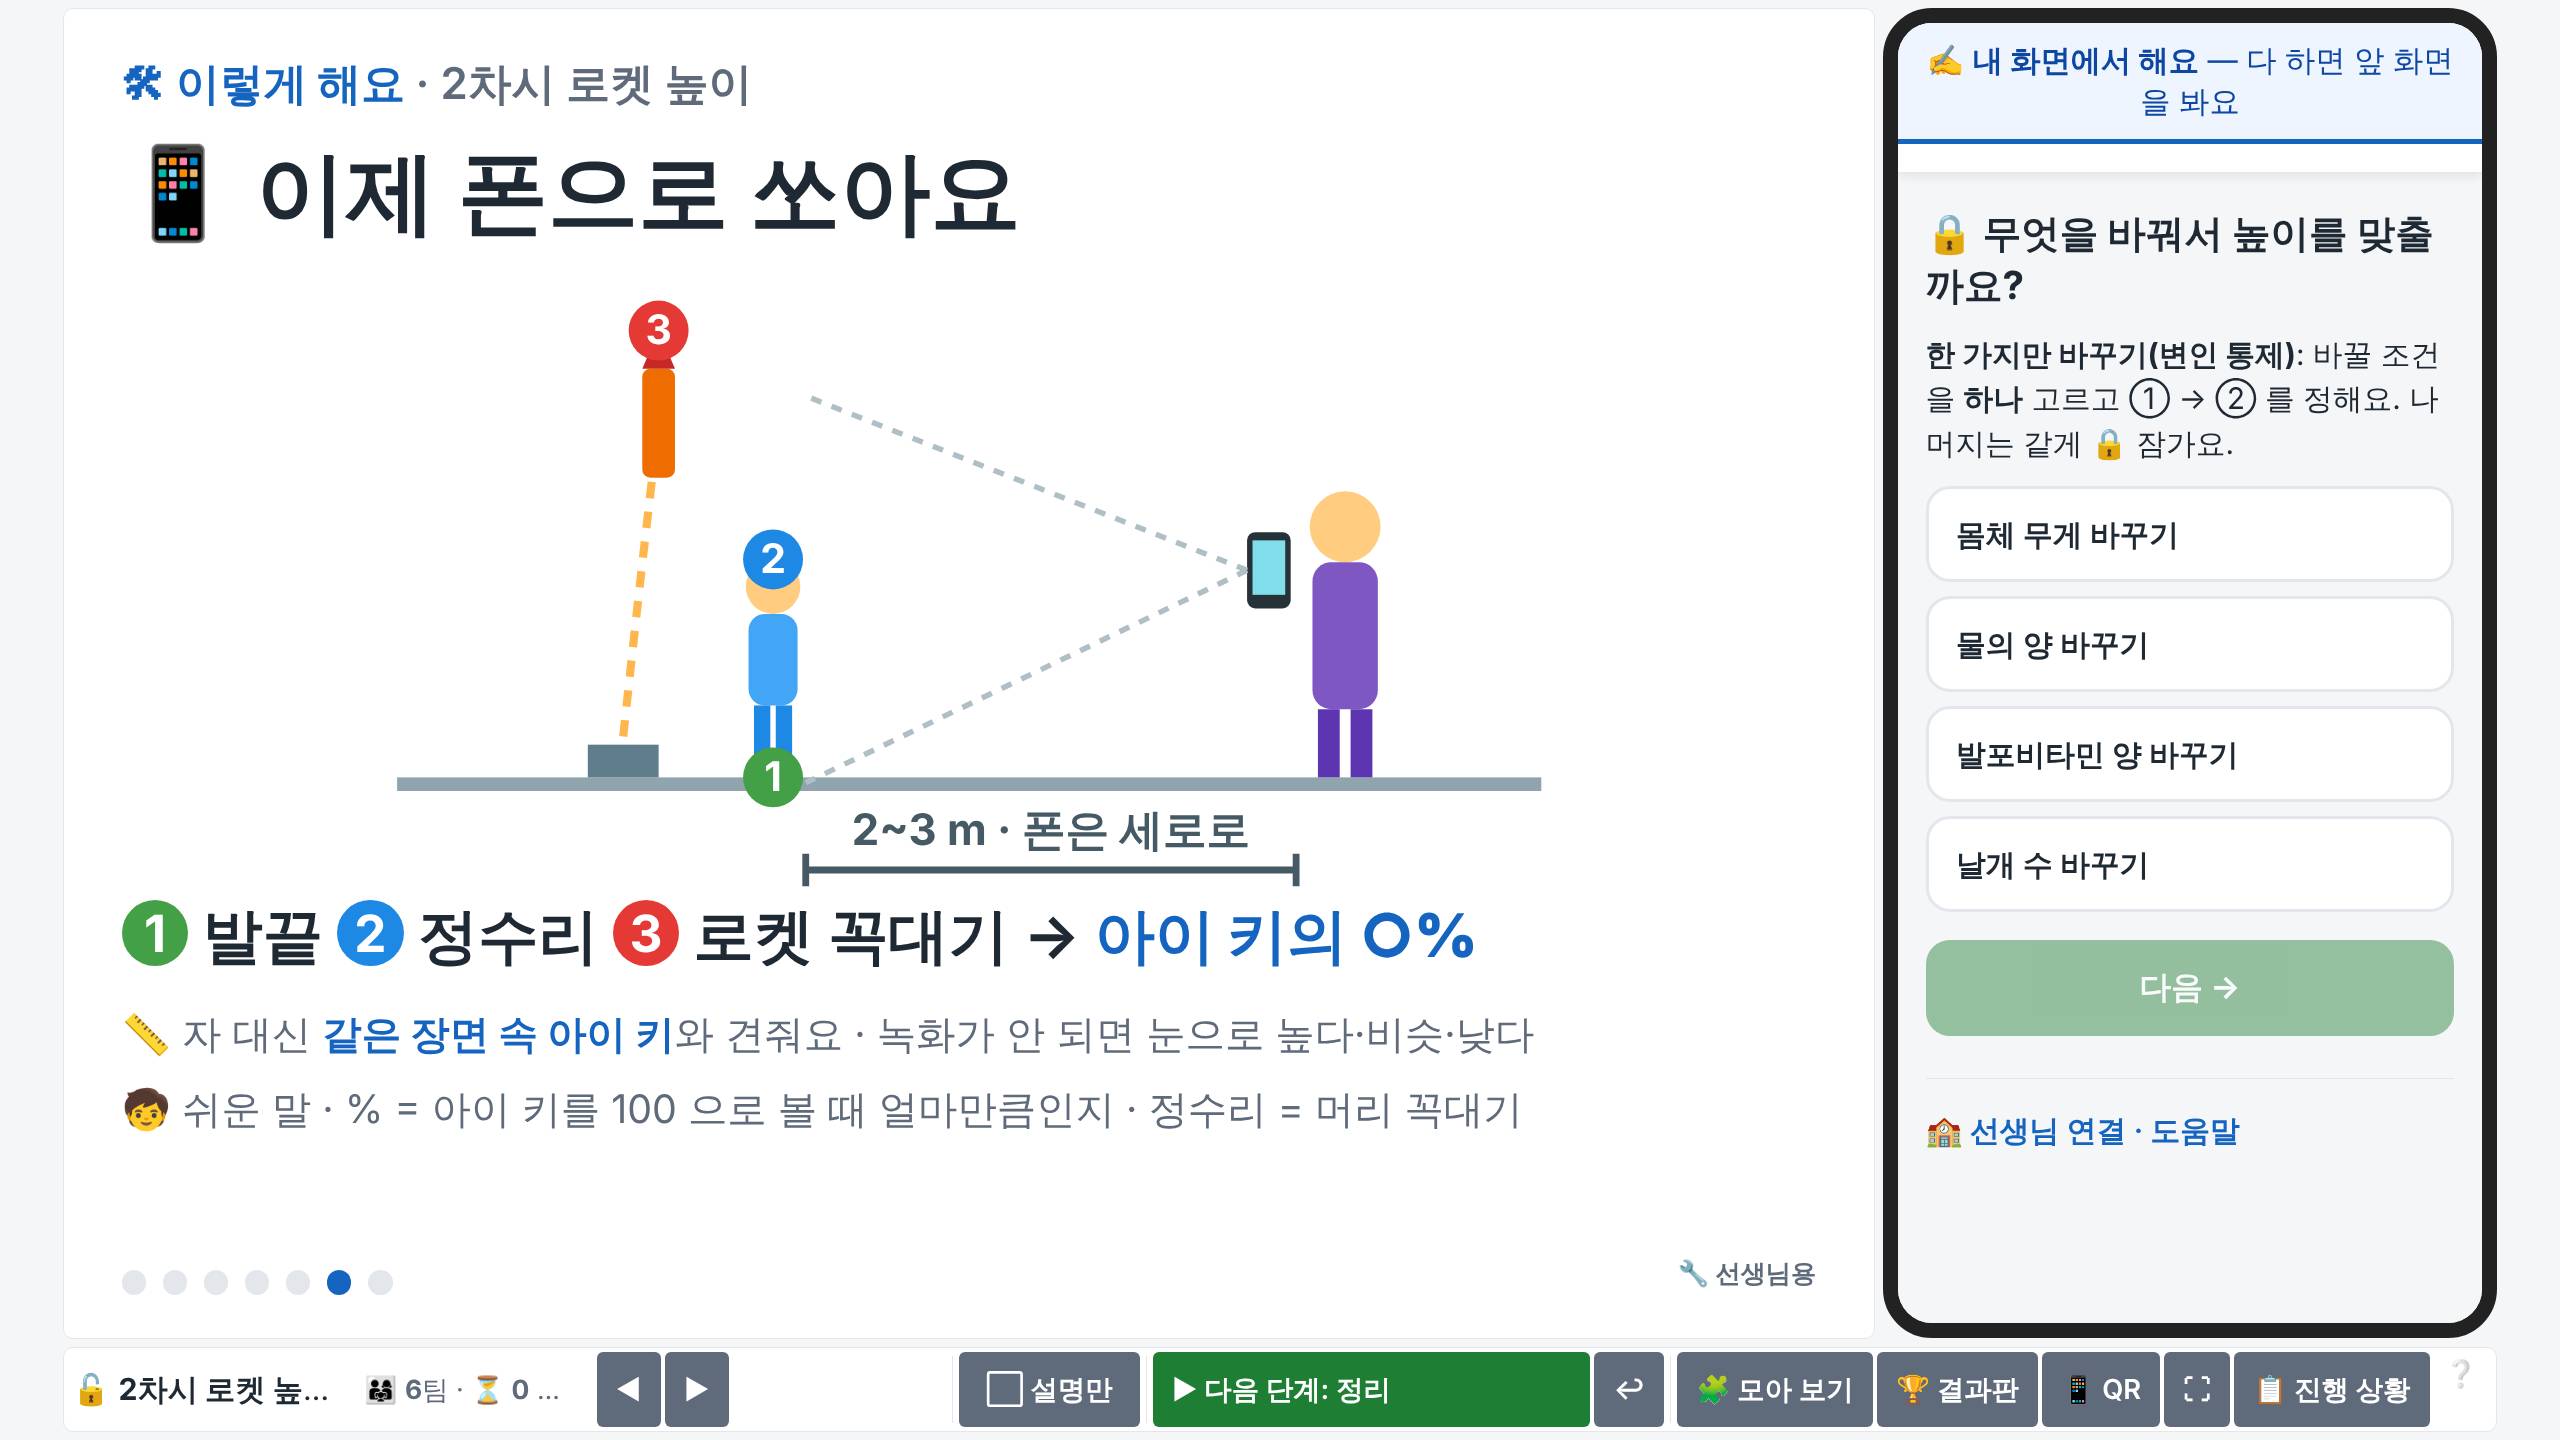 🛠 이렇게 해요 · 2차시 로켓 높이
📱 이제 폰으로 쏘아요
3
2
1
2~3 m · 폰은 세로로
1 발끝 2 정수리 3 로켓 꼭대기 → 아이 키의 O%
📏 자 대신 같은 장면 속 아이 키와 견줘요 · 녹화가 안 되면 눈으로 높다·비슷·낮다
🧒 쉬운 말 · % = 아이 키를 100 으로 볼 때 얼마만큼인지 · 정수리 = 머리 꼭대기
🔧 선생님용
✍️ 내 화면에서 해요 — 다 하면 앞 화면
을 봐요
🔒 무엇을 바꿔서 높이를 맞출
까요?
한 가지만 바꾸기(변인 통제): 바꿀 조건
을 하나 고르고 ① → ② 를 정해요. 나
머지는 같게 🔒 잠가요.
몸체 무게 바꾸기
물의 양 바꾸기
발포비타민 양 바꾸기
날개 수 바꾸기
다음 →
🏫 선생님 연결 · 도움말
🔓 2차시 로켓 높... 👨‍👩‍👧 6팀 · ⏳ 0 ... ◀ ▶ 설명만 ▶ 다음 단계: 정리 ↩ 🧩 모아 보기 🏆 결과판 📱 QR ⛶ 📋 진행 상황 ❔